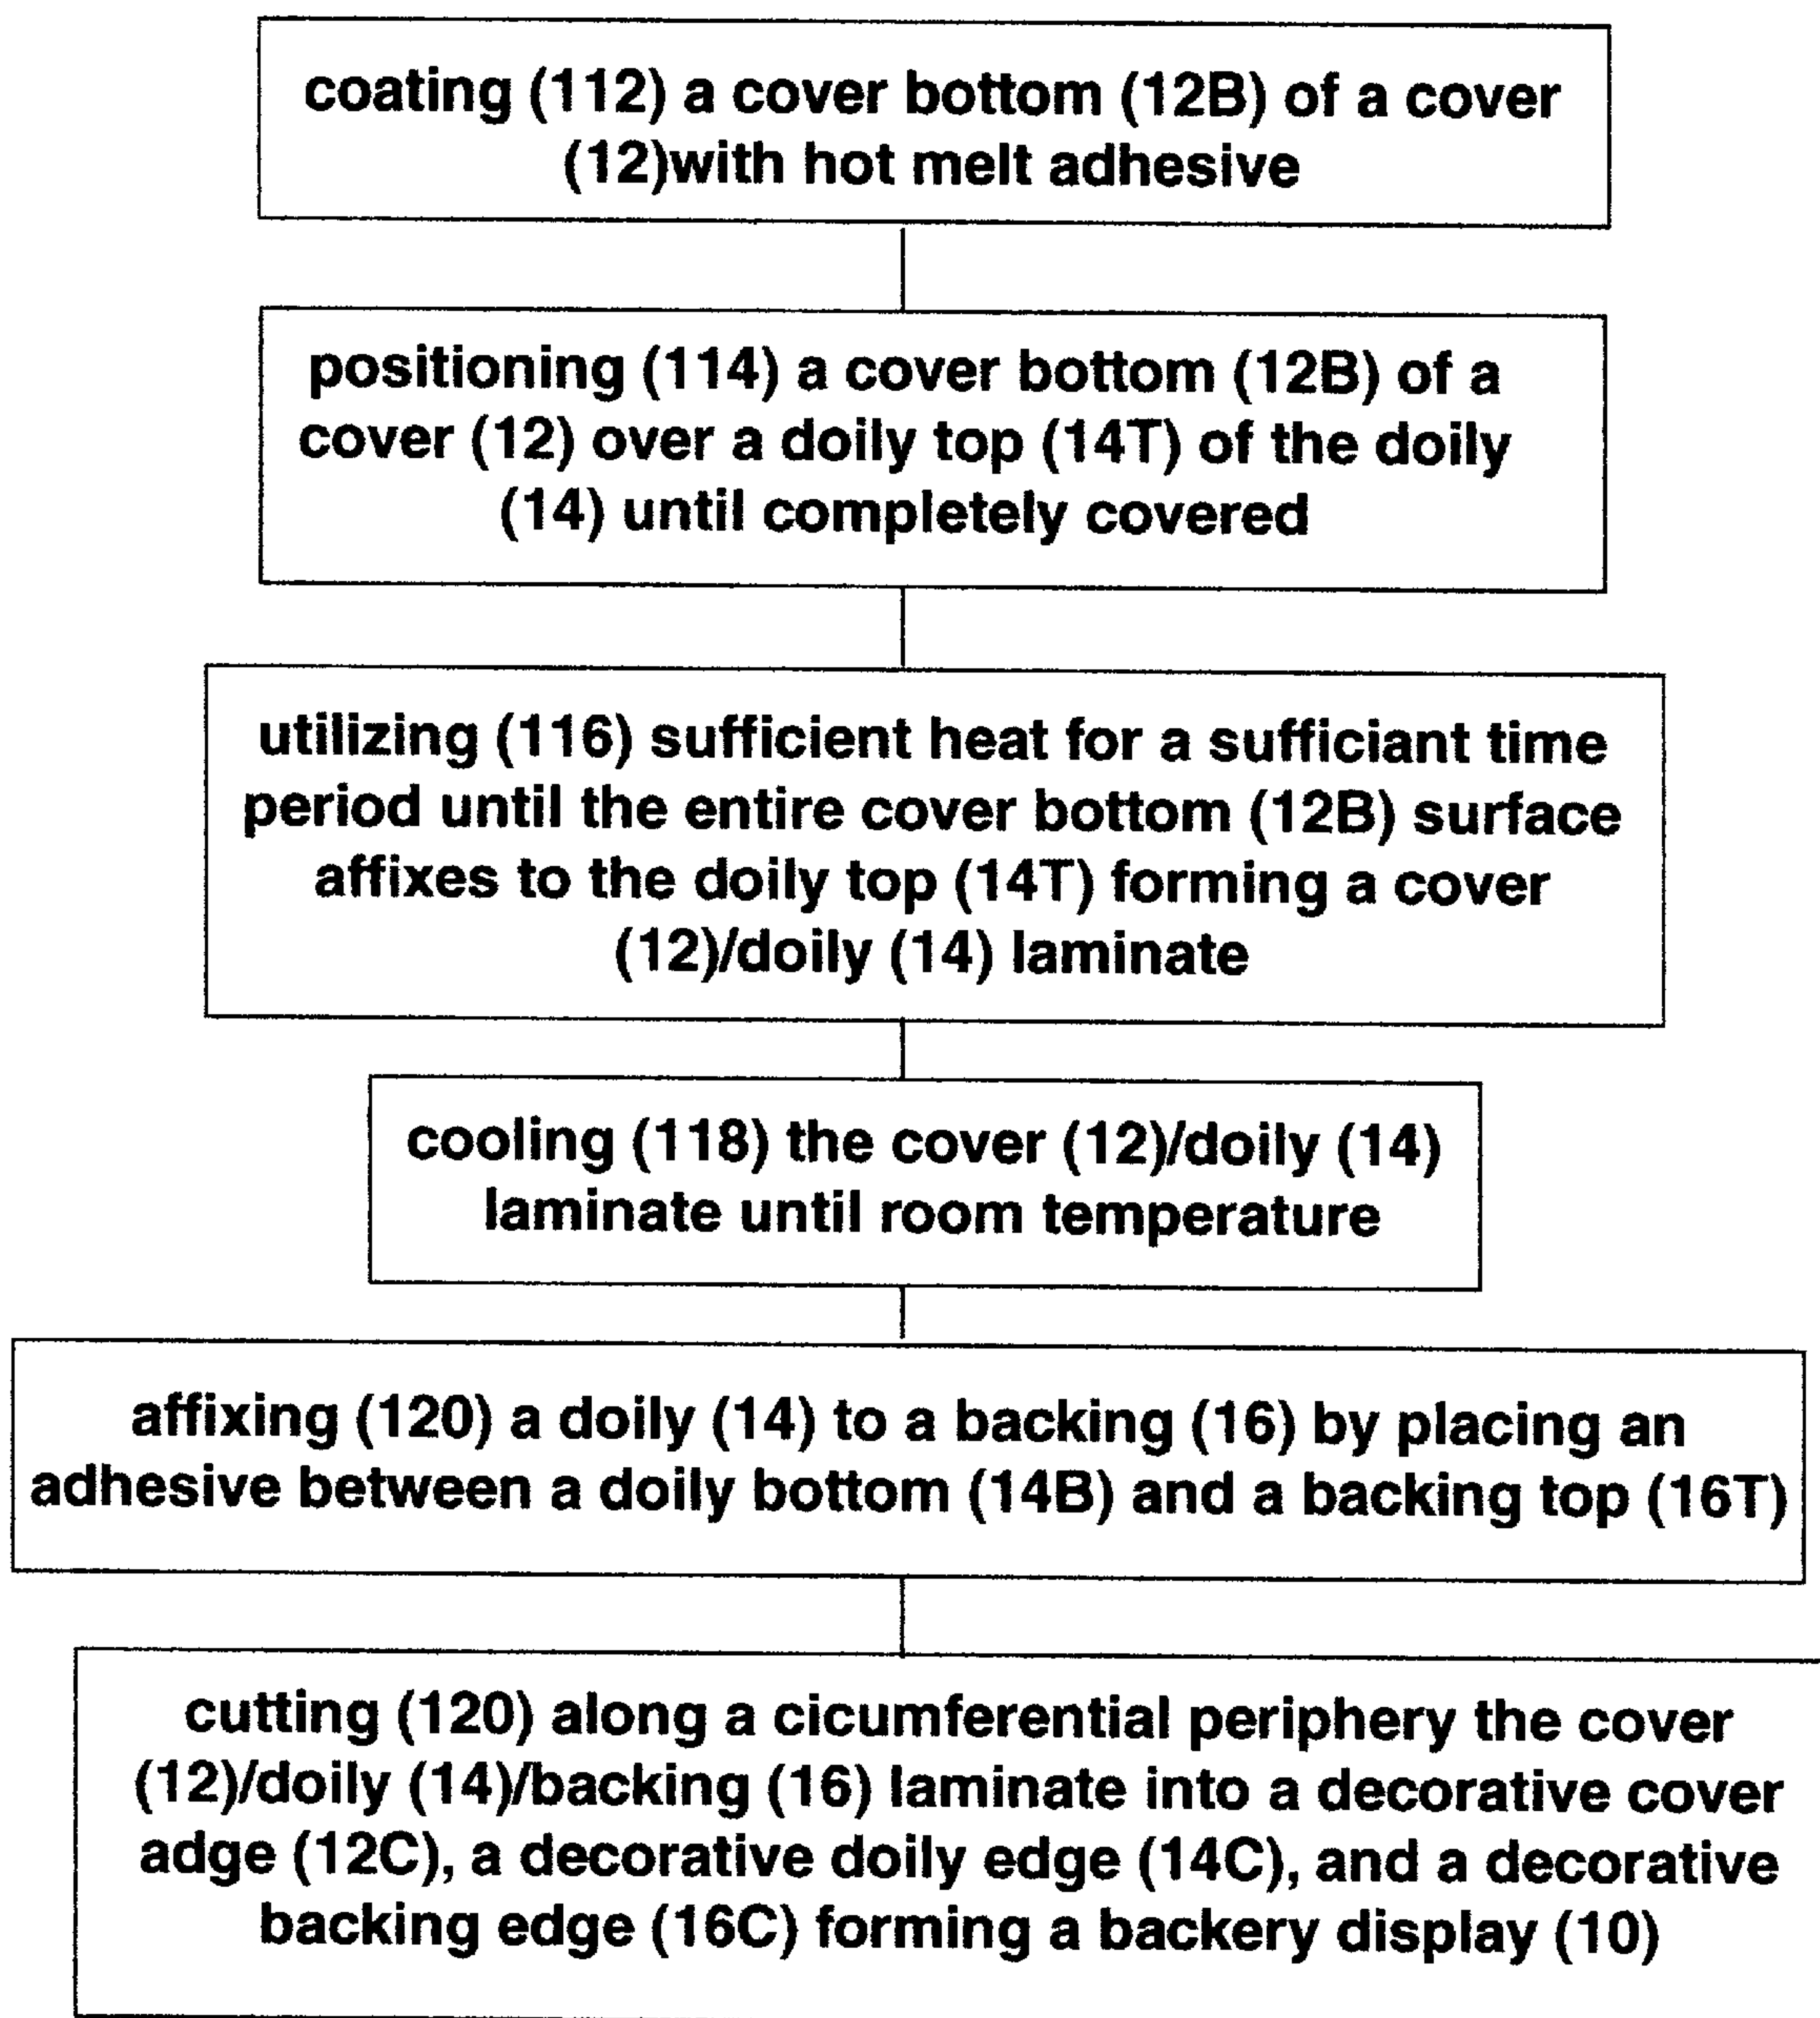 coating (112) a cover bottom (12B) of a cover
(12)with hot melt adhesive
positioning (114) a cover bottom (12B) of a
cover (12) over a doily top (14T) of the doily
(14) until completely covered
utilizing (116) sufficient heat for a sufficiant time
period until the entire cover bottom (12B) surface
affixes to the doily top (14T) forming a cover
(12)/doily (14) laminate
cooling (118) the cover (12)/doily (14)
laminate until room temperature
affixing (120) a doily (14) to a backing (16) by placing an
adhesive between a doily bottom (14B) and a backing top (16T)
cutting (120) along a cicumferential periphery the cover
(12)/doily (14)/backing (16) laminate into a decorative cover
adge (12C), a decorative doily edge (14C), and a decorative
backing edge (16C) forming a backery display (10)